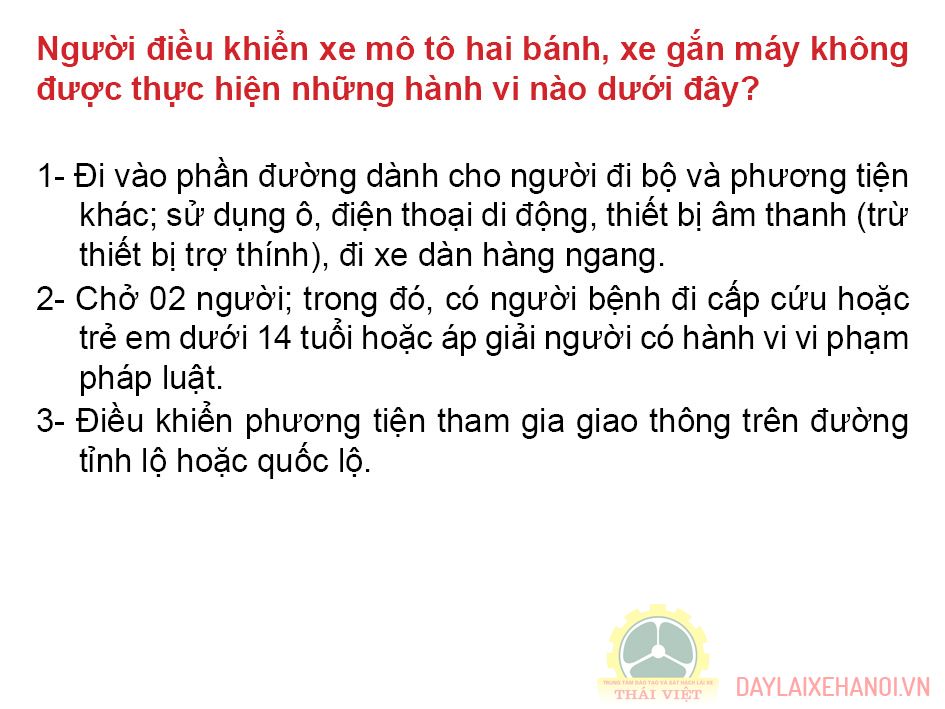 Người điều khiển xe mô tô hai bánh, xe gắn máy không
được thực hiện những hành vi nào dưới đây?
1- Đi vào phần đường dành cho người đi bộ và phương tiện
khác; sử dụng ô, điện thoại di động, thiết bị âm thanh (trừ
thiết bị trợ thính), đi xe dàn hàng ngang.
2- Chở 02 người; trong đó, có người bệnh đi cấp cứu hoặc
trẻ em dưới 14 tuổi hoặc áp giải người có hành vi vi phạm
pháp luật.
3- Điều khiển phương tiện tham gia giao thông trên đường
tỉnh lộ hoặc quốc lộ.
TRUNG TÂM ĐÀO TẠO VÀ SÁT HẠCH LÁI XE
THÁI VIỆT
DAYLAIXEHANOI.VN